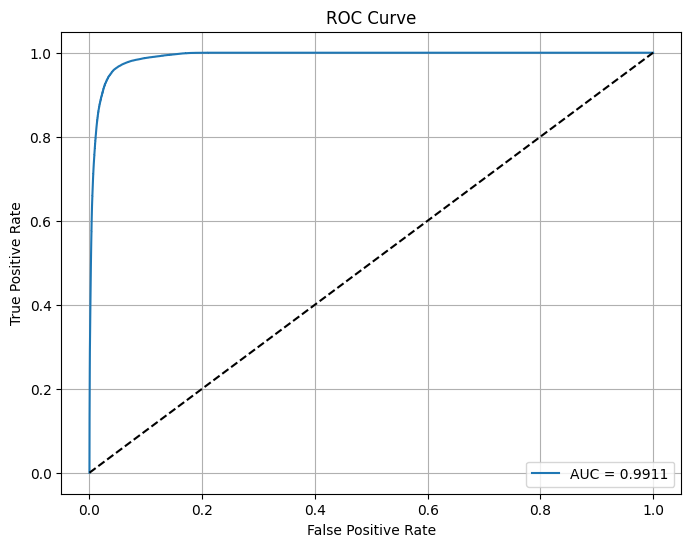 ROC Curve
True Positive Rate
1.0
0.8
0.6
0.4
0.2
0.0
0.0 0.2 0.4 0.6 0.8 1.0
False Positive Rate
AUC = 0.9911